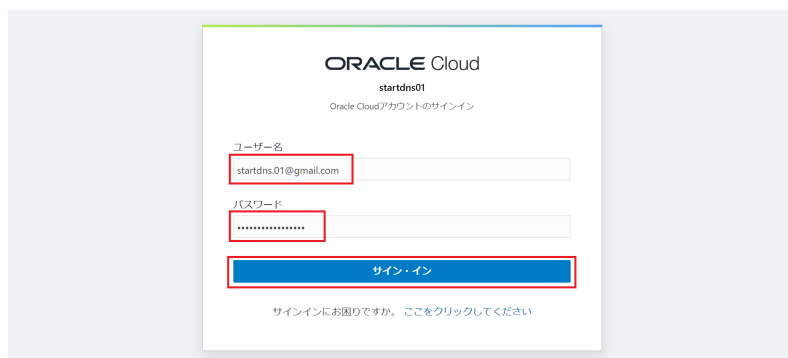 ORACLE Cloud
startdns01
Oracle Cloudアカウントのサインイン
ユーザー名
startdns.01@gmail.com
パスワード
••••••••••••••••
サイン・イン
サインインにお困りですか。 ここをクリックしてください